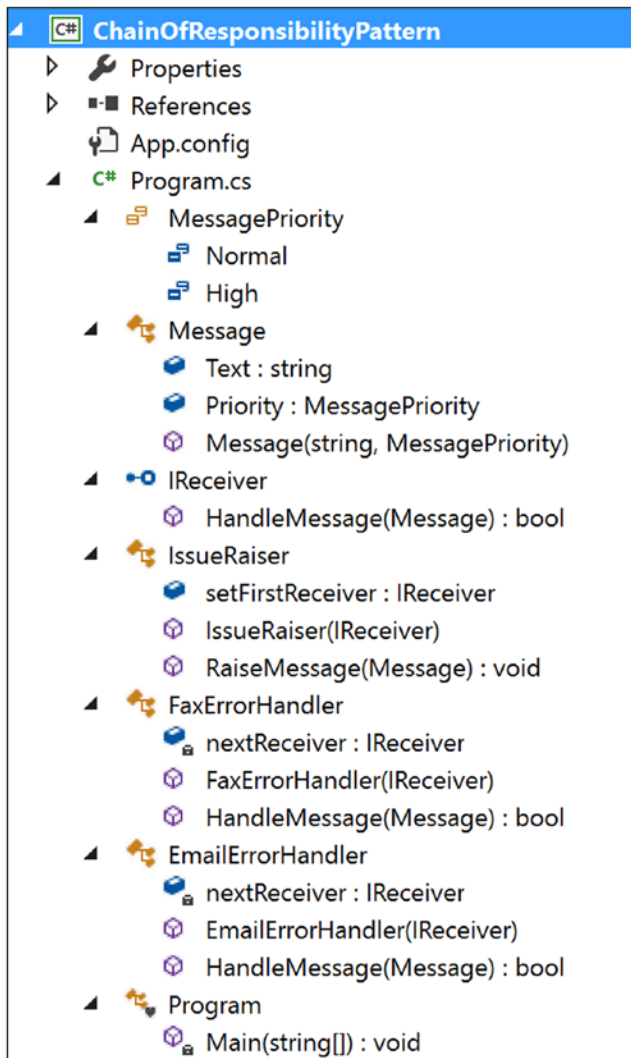 C# ChainOfResponsibilityPattern
Properties
References
App.config
C# Program.cs
MessagePriority
Normal
High
Message
Text : string
Priority : MessagePriority
Message(string, MessagePriority)
IReceiver
HandleMessage(Message) : bool
IssueRaiser
setFirstReceiver : IReceiver
IssueRaiser(IReceiver)
RaiseMessage(Message) : void
FaxErrorHandler
nextReceiver : IReceiver
FaxErrorHandler(IReceiver)
HandleMessage(Message) : bool
EmailErrorHandler
nextReceiver : IReceiver
EmailErrorHandler(IReceiver)
HandleMessage(Message) : bool
Program
Main(string[]) : void